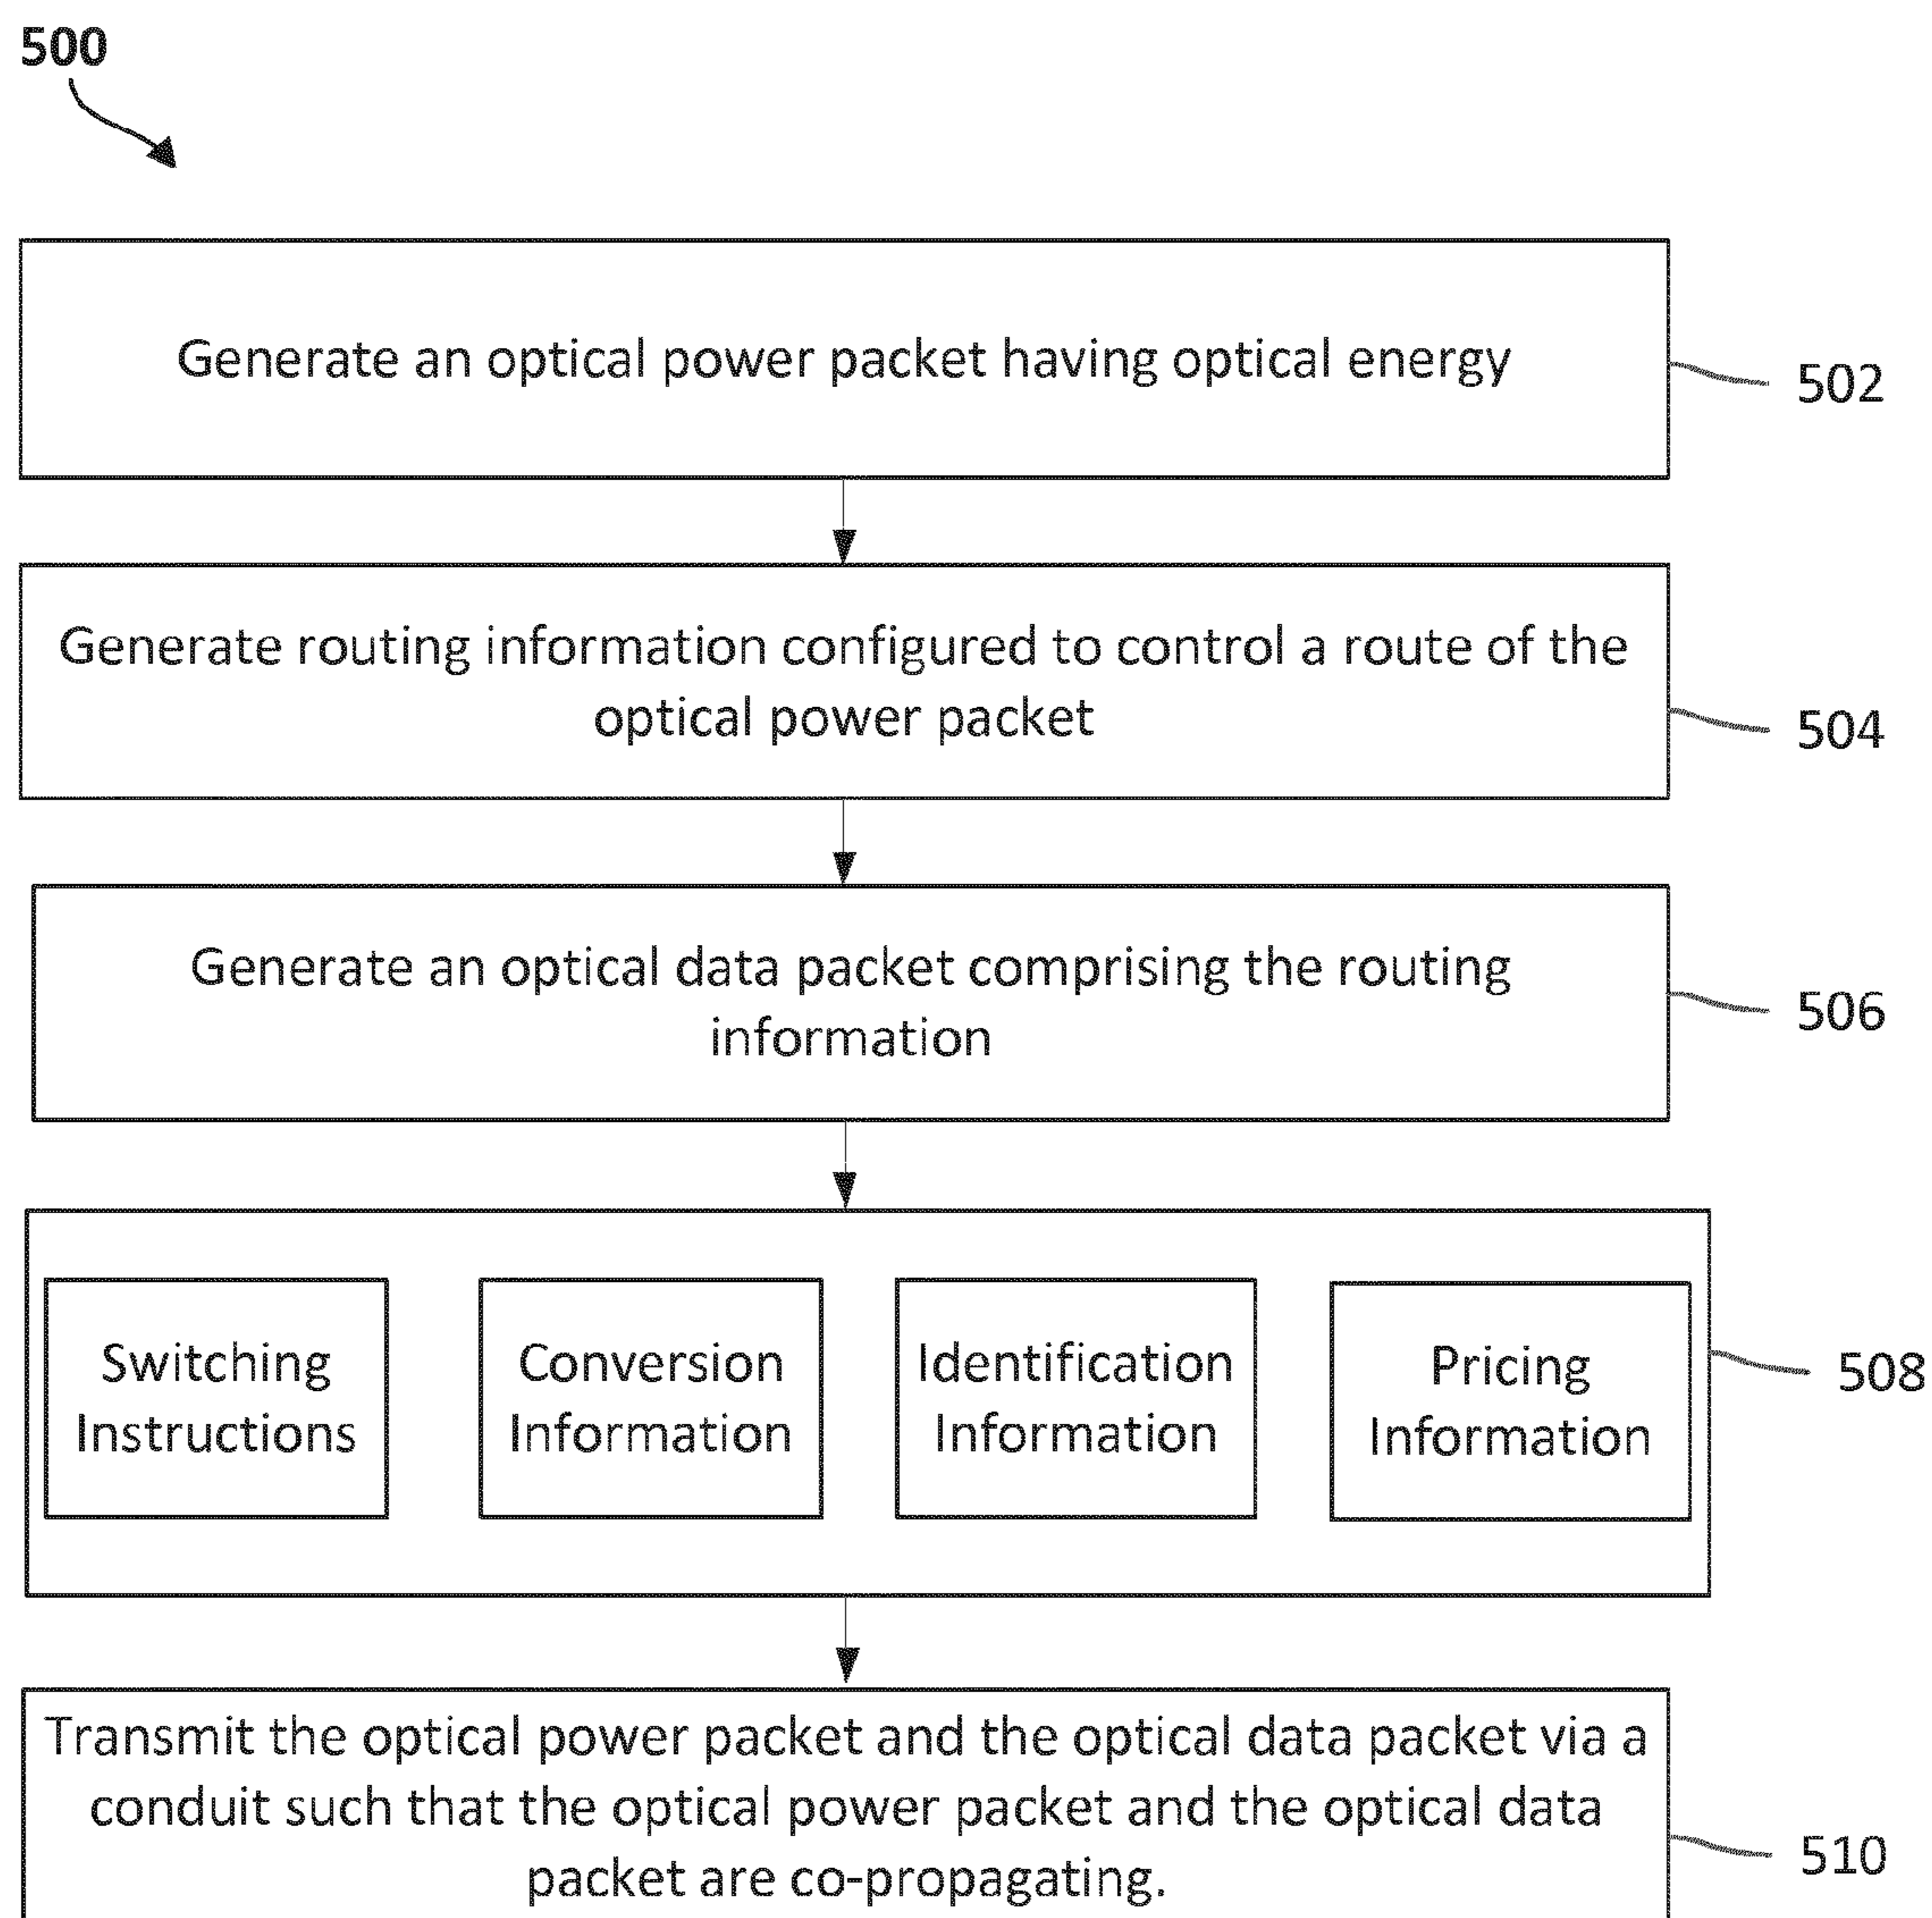 500
Generate an optical power packet having optical energy
502
Generate routing information configured to control a route of the
optical power packet
504
Generate an optical data packet comprising the routing
information
506
Switching
Instructions
Conversion
Information
Identification
Information
Pricing
Information
508
Transmit the optical power packet and the optical data packet via a
conduit such that the optical power packet and the optical data
packet are co-propagating.
510